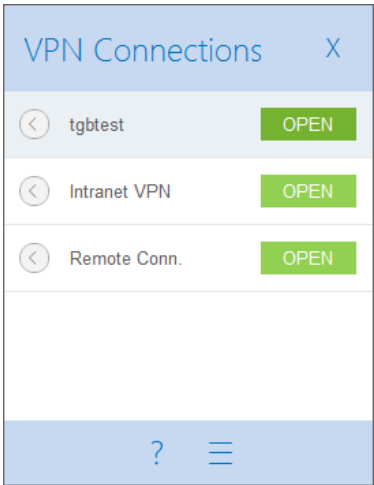 VPN Connections X
tgbtest OPEN
Intranet VPN OPEN
Remote Conn. OPEN
?